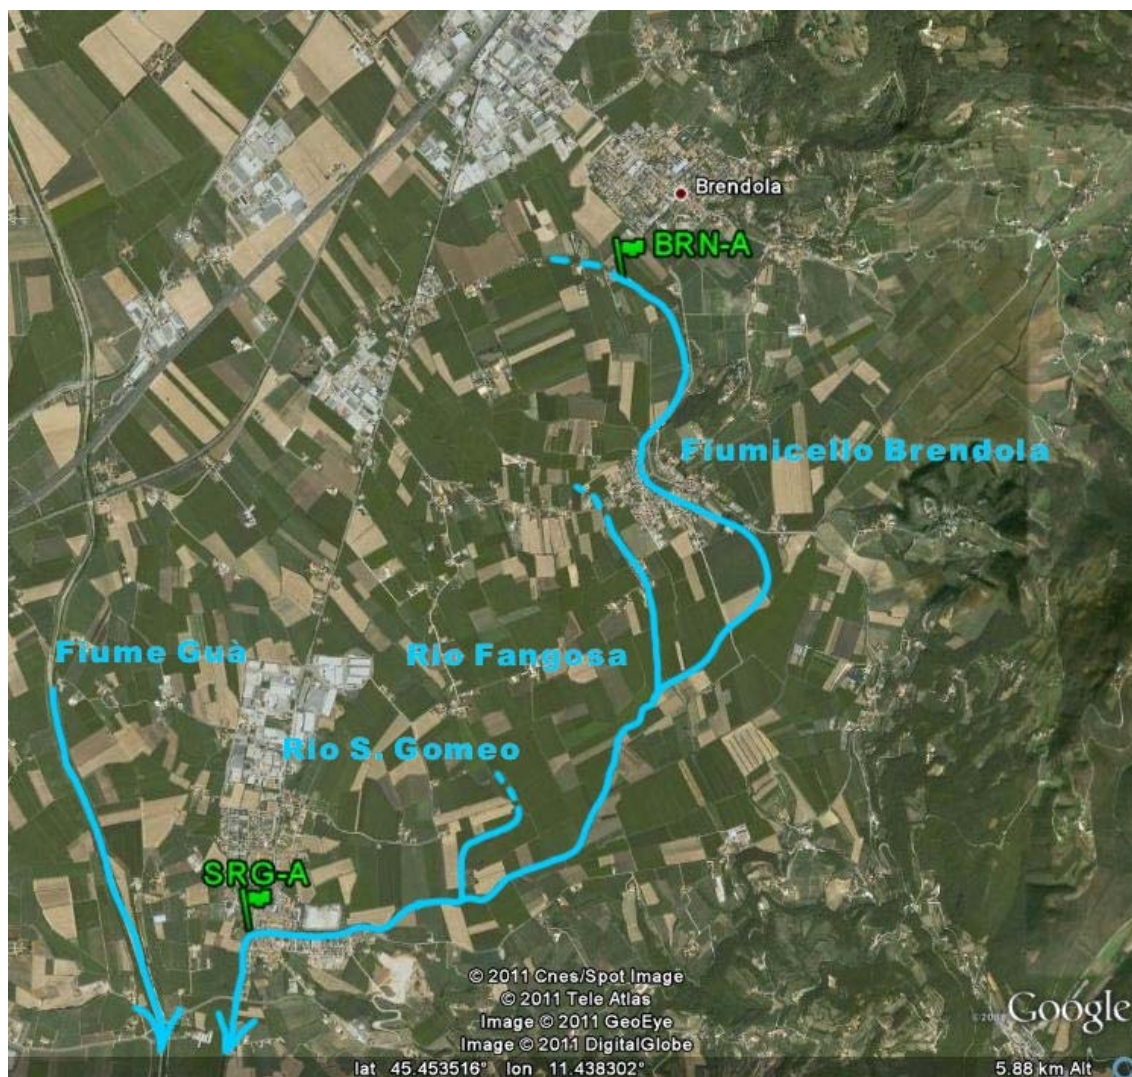 Brendola
BRN-A
Fiumicello Brendola
Fiume Guà
Rio Fangosa
Rio S. Gomeo
SRG-A
© 2011 Cnes/Spot Image
© 2011 Tele Atlas
Image © 2011 GeoEye
Image © 2011 DigitalGlobe
Google
lat 45.453516° lon 11.438302°
5.88 km Alt